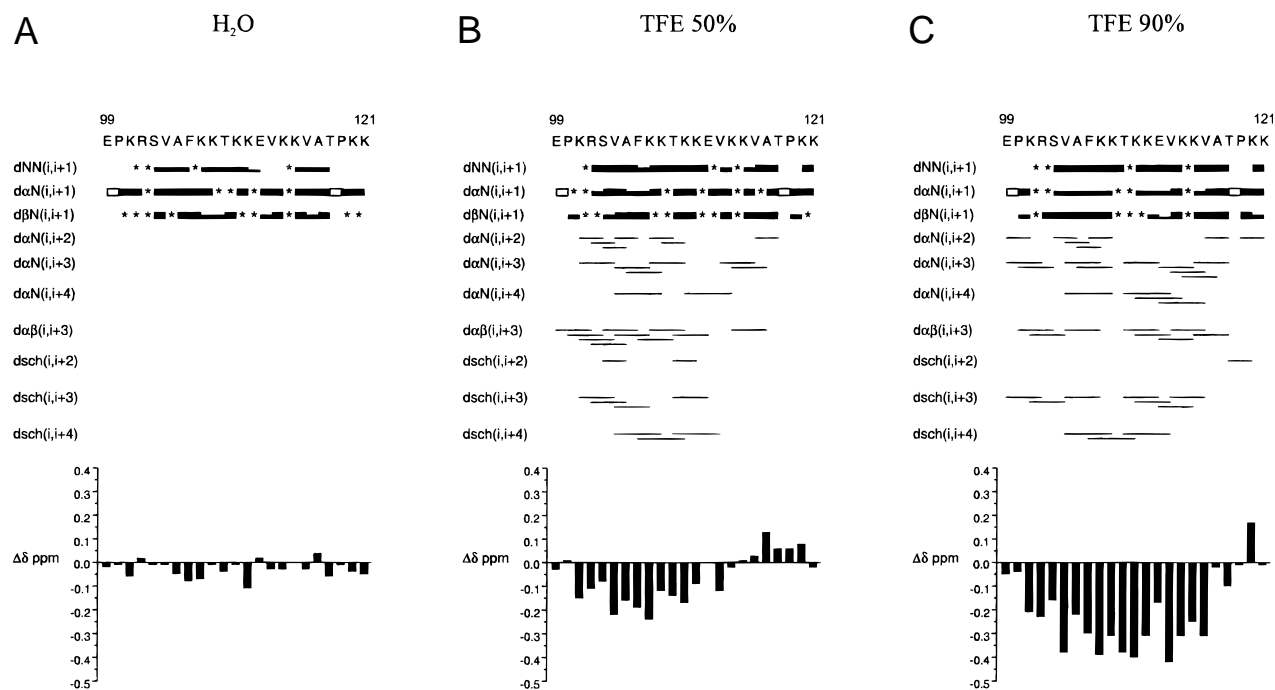 A H₂O
99 121
EPKRSVAFKKTKKEVKKVATPKK
dNN(i,i+1) * * * *
dαN(i,i+1) * * * * *
dβN(i,i+1) * * * * * * *
dαN(i,i+2)
dαN(i,i+3)
dαN(i,i+4)
dαβ(i,i+3)
dsch(i,i+2)
dsch(i,i+3)
dsch(i,i+4)
0.4
0.3
0.2
0.1
Δδ ppm 0.0
-0.1
-0.2
-0.3
-0.4
-0.5
B TFE 50%
99 121
EPKRSVAFKKTKKEVKKVATPKK
dNN(i,i+1) * * *
dαN(i,i+1) * * * * *
dβN(i,i+1) * * * * * * *
dαN(i,i+2)
dαN(i,i+3)
dαN(i,i+4)
dαβ(i,i+3)
dsch(i,i+2)
dsch(i,i+3)
dsch(i,i+4)
0.4
0.3
0.2
0.1
Δδ ppm 0.0
-0.1
-0.2
-0.3
-0.4
-0.5
C TFE 90%
99 121
EPKRSVAFKKTKKEVKKVATPKK
dNN(i,i+1) * * * *
dαN(i,i+1) * * * *
dβN(i,i+1) * * * * *
dαN(i,i+2)
dαN(i,i+3)
dαN(i,i+4)
dαβ(i,i+3)
dsch(i,i+2)
dsch(i,i+3)
dsch(i,i+4)
0.4
0.3
0.2
0.1
Δδ ppm 0.0
-0.1
-0.2
-0.3
-0.4
-0.5